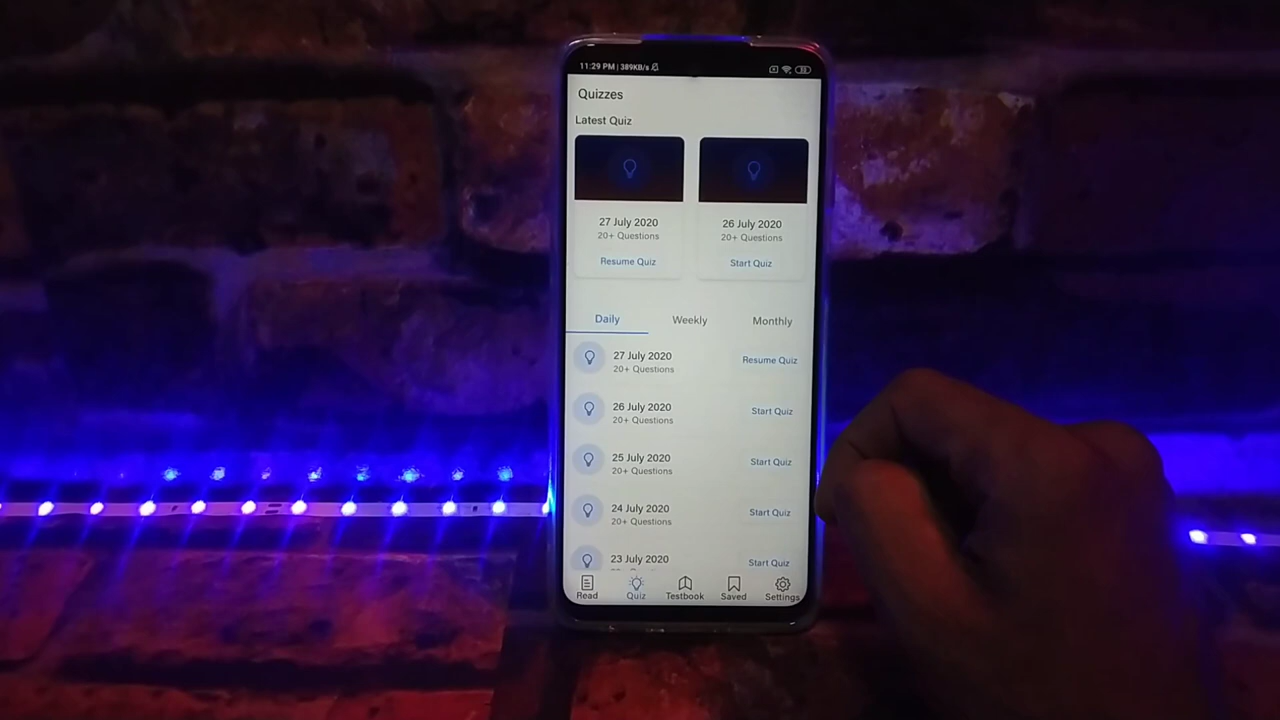 11:29 PM | 389KB/s
Quizzes
Latest Quiz
27 July 2020
20+ Questions
Resume Quiz
26 July 2020
20+ Questions
Start Quiz
Daily
Weekly
Monthly
27 July 2020
20+ Questions
Resume Quiz
26 July 2020
20+ Questions
Start Quiz
25 July 2020
20+ Questions
Start Quiz
24 July 2020
20+ Questions
Start Quiz
23 July 2020
Start Quiz
Read
Quiz
Testbook
Saved
Settings